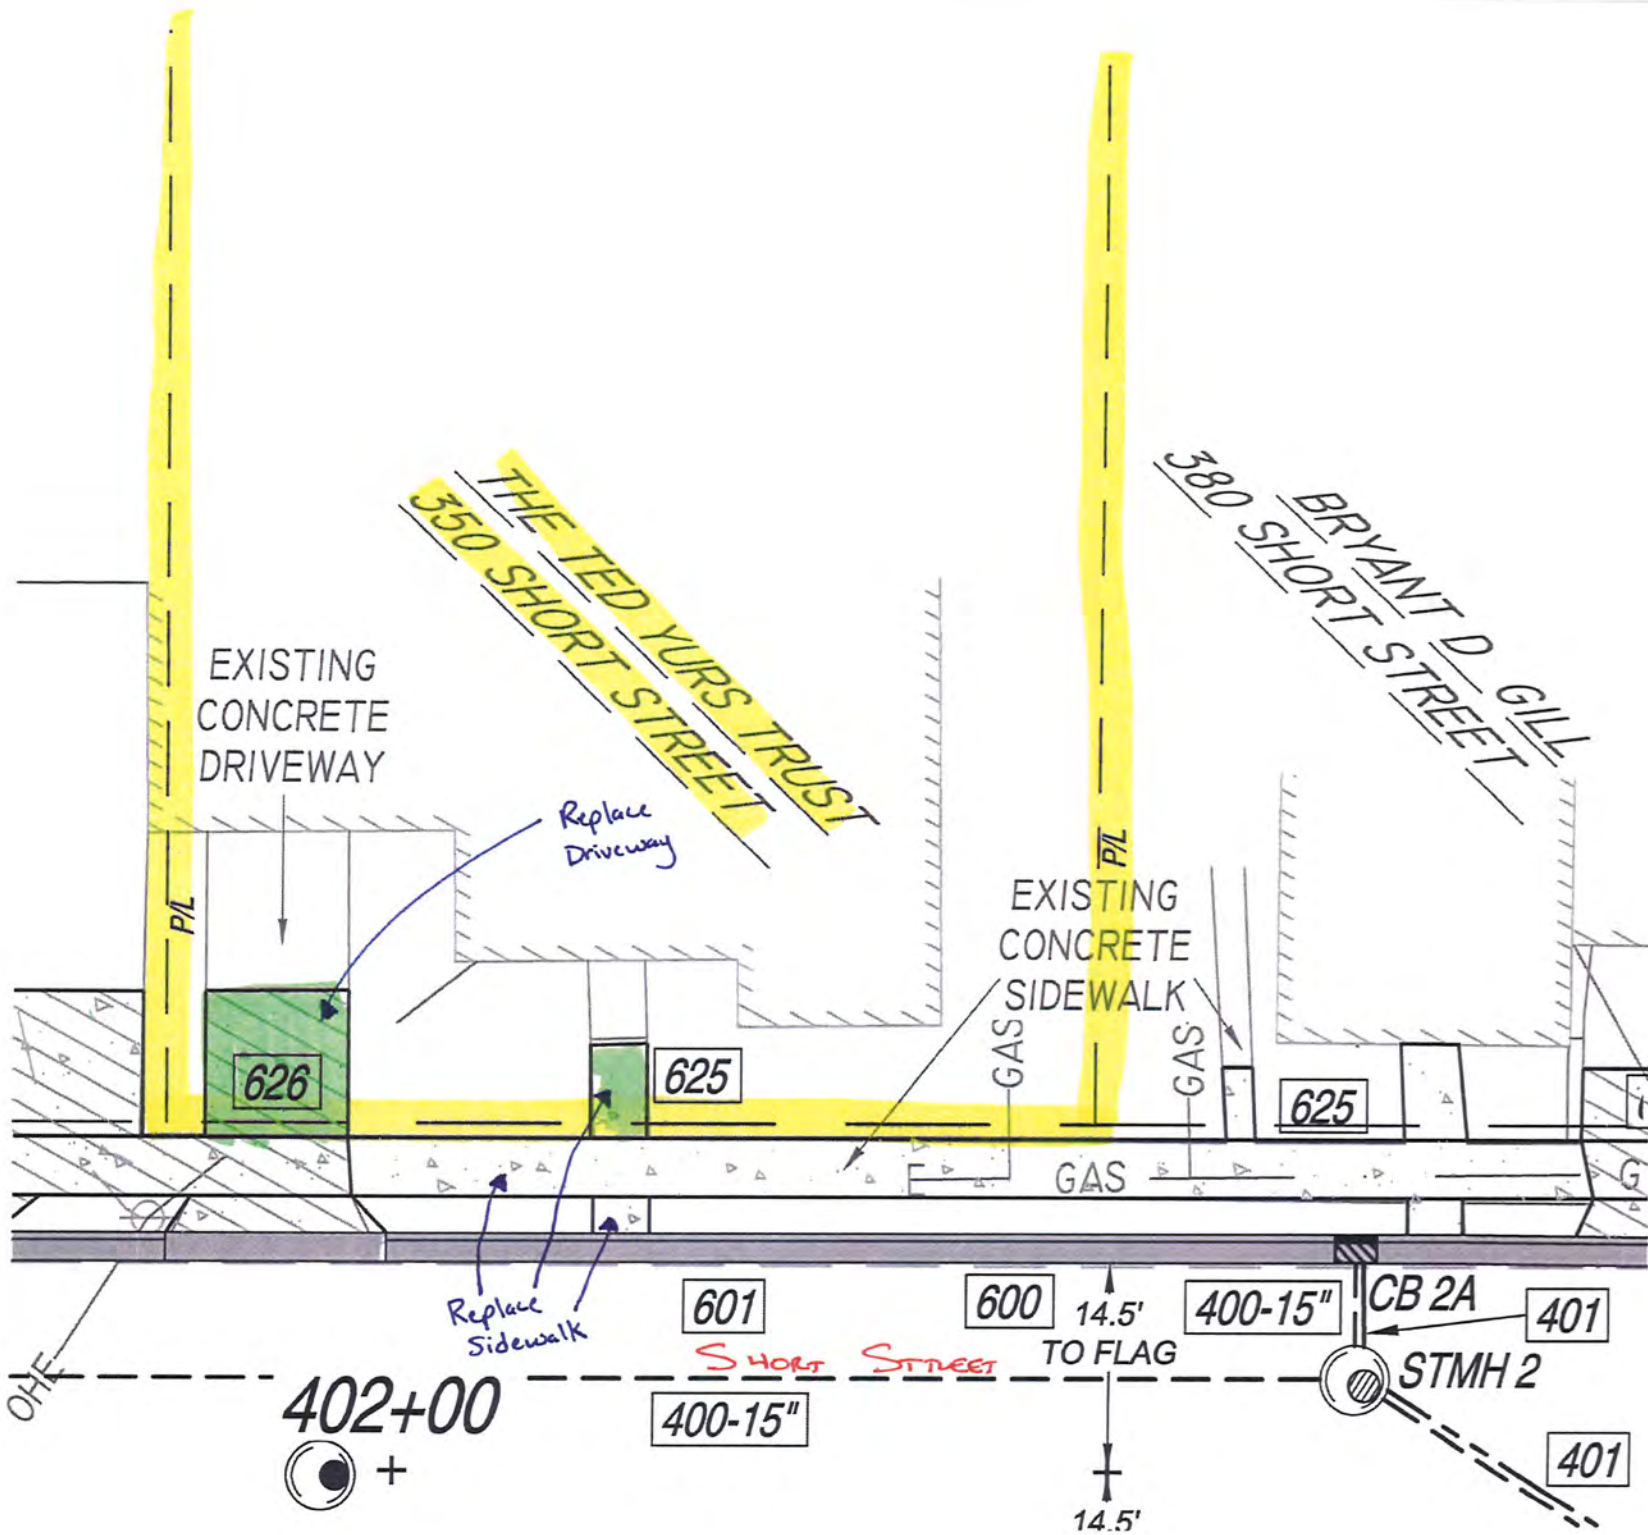 THE TED YURS TRUST
350 SHORT STREET
BRYANT D GILL
380 SHORT STREET
EXISTING
CONCRETE
DRIVEWAY
Replace
Driveway
P/L
P/L
EXISTING
CONCRETE
SIDEWALK
GAS
GAS
626
625
625
GAS
G
Replace
Sidewalk
601
600
14.5'
TO FLAG
400-15"
CB 2A
401
SHORT STREET
OHE
402+00
400-15"
STMH 2
401
14.5'